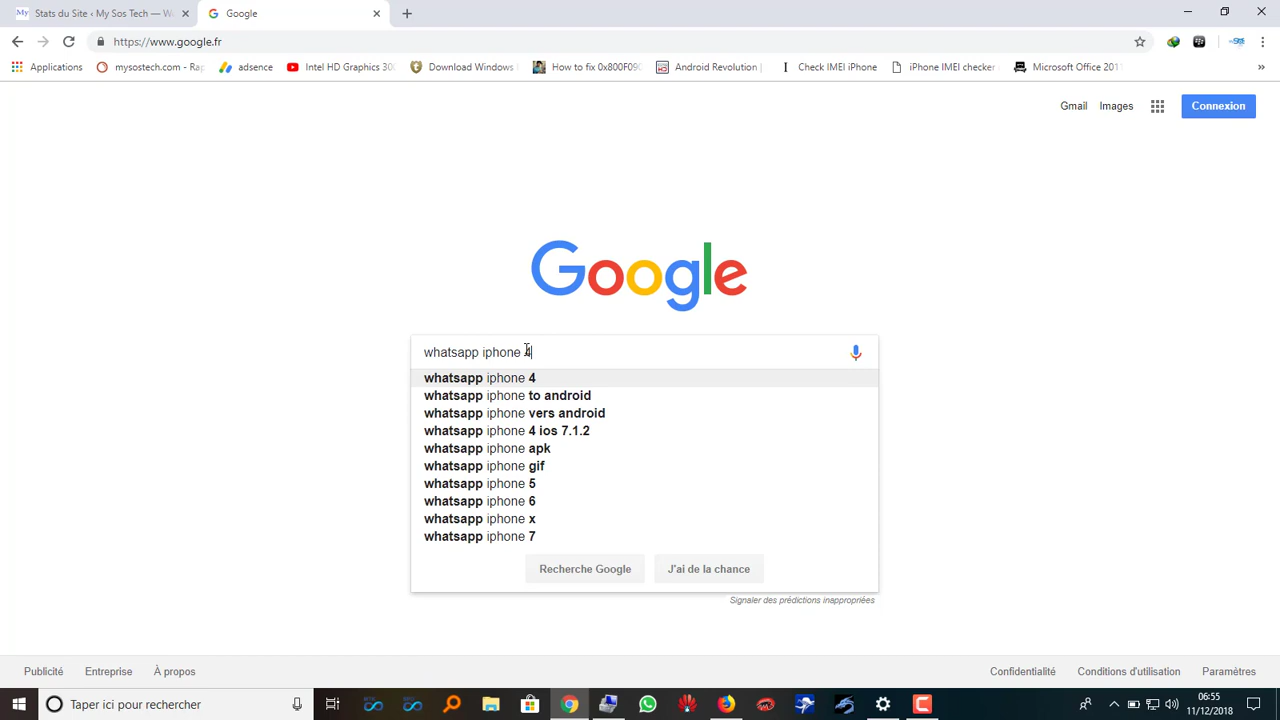 Stats du Site ‹ My Sos Tech — W
Google
https://www.google.fr
Applications
mysostech.com - Rap
adsence
Intel HD Graphics 300
Download Windows
How to fix 0x800F090
Android Revolution |
Check IMEI iPhone
iPhone IMEI checker
Microsoft Office 2011
»
Gmail
Images
Connexion
Google
whatsapp iphone 4
whatsapp iphone 4
whatsapp iphone to android
whatsapp iphone vers android
whatsapp iphone 4 ios 7.1.2
whatsapp iphone apk
whatsapp iphone gif
whatsapp iphone 5
whatsapp iphone 6
whatsapp iphone x
whatsapp iphone 7
Recherche Google
J'ai de la chance
Signaler des prédictions inappropriées
Publicité
Entreprise
À propos
Confidentialité
Conditions d'utilisation
Paramètres
Taper ici pour rechercher
06:55
11/12/2018